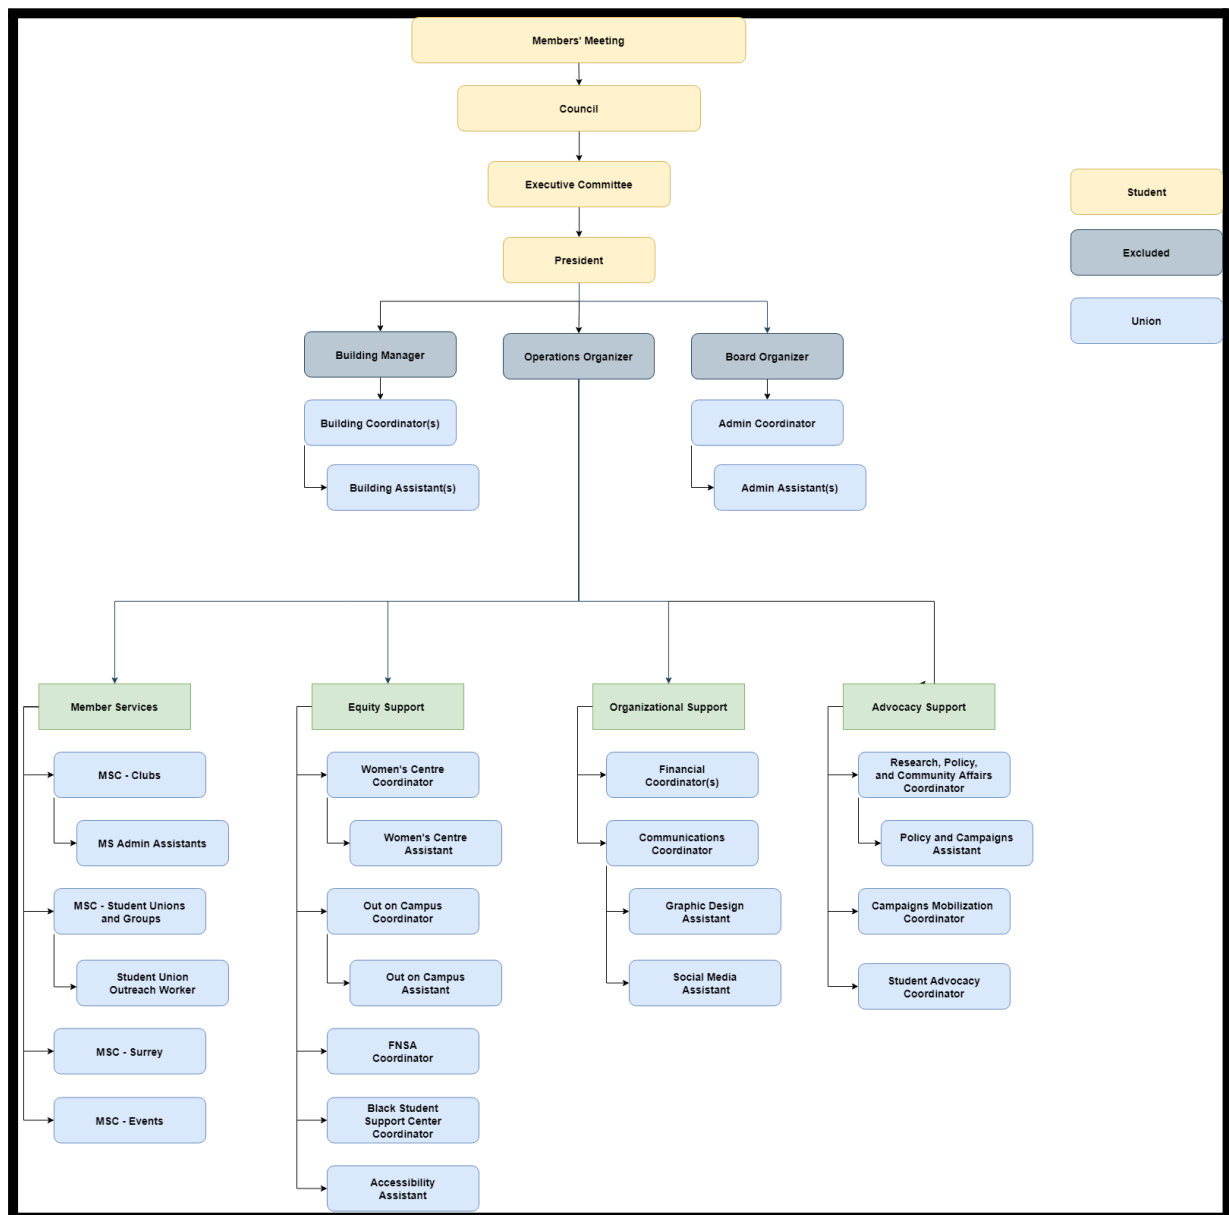 Members' Meeting
Council
Executive Committee
President
Student
Excluded
Union
Building Manager
Operations Organizer
Board Organizer
Building Coordinator(s)
Admin Coordinator
Building Assistant(s)
Admin Assistant(s)
Member Services
MSC - Clubs
MS Admin Assistants
MSC - Student Unions
and Groups
Student Union
Outreach Worker
MSC - Surrey
MSC - Events
Equity Support
Women's Centre
Coordinator
Women's Centre
Assistant
Out on Campus
Coordinator
Out on Campus
Assistant
FNSA
Coordinator
Black Student
Support Center
Coordinator
Accessibility
Assistant
Organizational Support
Financial
Coordinator(s)
Communications
Coordinator
Graphic Design
Assistant
Social Media
Assistant
Advocacy Support
Research, Policy,
and Community Affairs
Coordinator
Policy and Campaigns
Assistant
Campaigns Mobilization
Coordinator
Student Advocacy
Coordinator